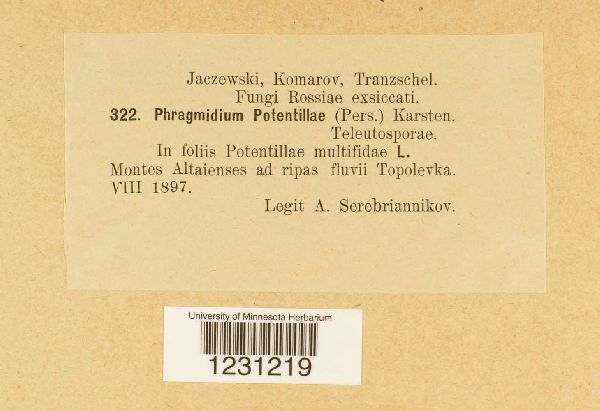 Jaczewski, Komarov, Tranzschel.
Fungi Rossiae exsiccati.
322. Phragmidium Potentillae (Pers.) Karsten.
Teleutosporae.
In foliis Potentillae multifidae L.
Montes Altaienses ad ripas fluvii Topolevka.
VIII 1897.
Legit A. Serebriannikov.
University of Minnesota Herbarium
1231219